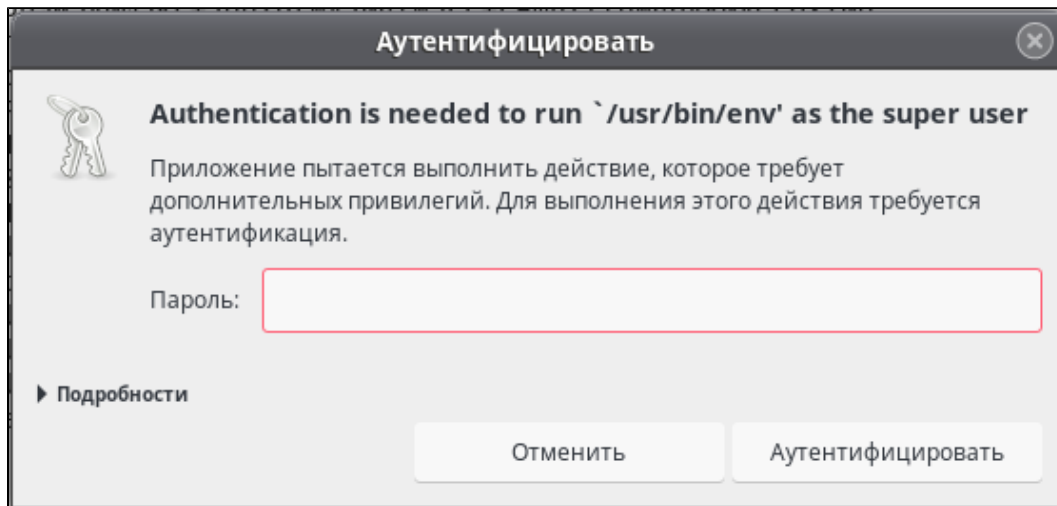 Аутентифицировать
Authentication is needed to run `/usr/bin/env' as the super user
Приложение пытается выполнить действие, которое требует
дополнительных привилегий. Для выполнения этого действия требуется
аутентификация.
Пароль:
Подробности
Отменить
Аутентифицировать